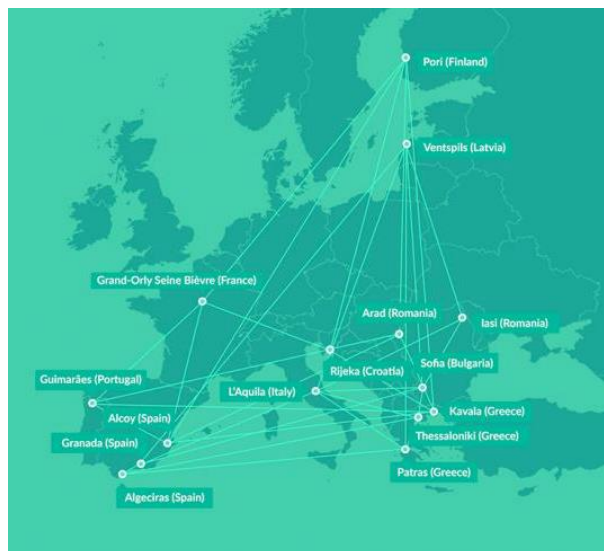 Pori (Finland)
Ventspils (Latvia)
Grand-Orly Seine Bièvre (France)
Arad (Romania)
Iasi (Romania)
Rijeka (Croatia)
Sofia (Bulgaria)
Guimarães (Portugal)
L'Aquila (Italy)
Alcoy (Spain)
Kavala (Greece)
Granada (Spain)
Thessaloniki (Greece)
Patras (Greece)
Algeciras (Spain)